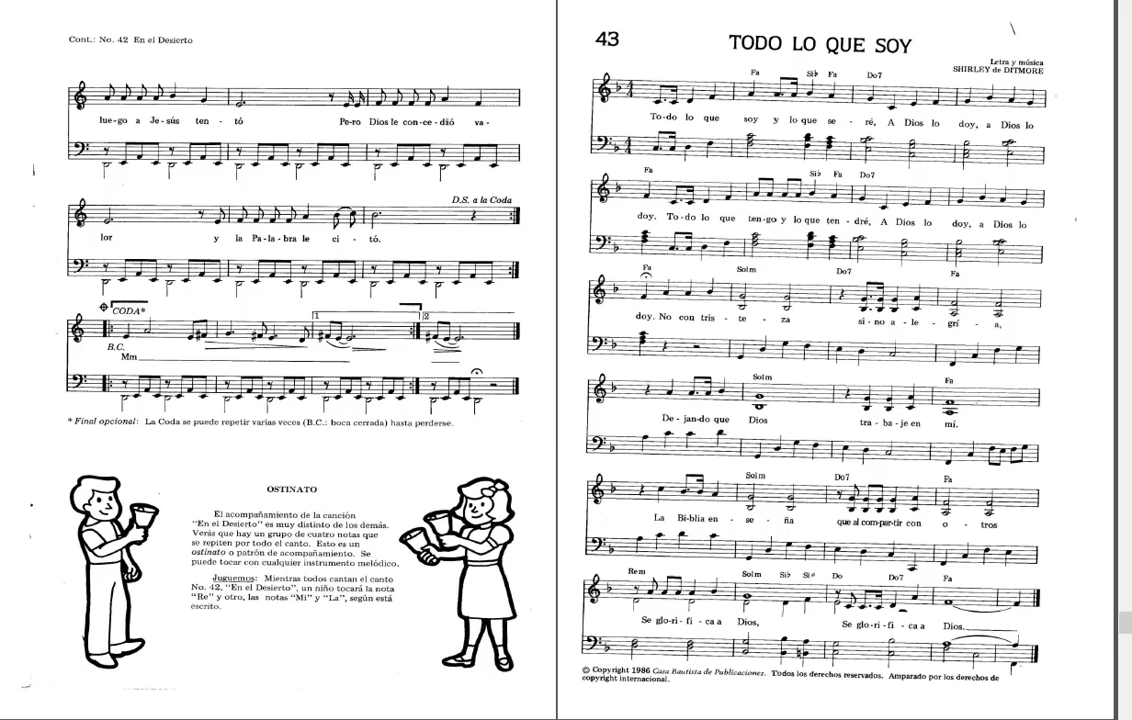 Cont.: No. 42 En el Desierto
lue-go a Je-sús ten - tó Pe-ro Dios le con-ce-dió va-
D.S. a la Coda
lor y la Pa-la-bra le ci - tó.
CODA*
1 2
B.C.
Mm
* Final opcional: La Coda se puede repetir varias veces (B.C.: boca cerrada) hasta perderse.
OSTINATO
El acompañamiento de la canción
"En el Desierto" es muy distinto de los demás.
Verás que hay un grupo de cuatro notas que
se repiten por todo el canto. Esto es un
ostinato o patrón de acompañamiento. Se
puede tocar con cualquier instrumento melódico.
Juguemos: Mientras todos cantan el canto
No. 42, "En el Desierto", un niño tocará la nota
"Re" y otro, las notas "Mi" y "La", según está
escrito.
43
TODO LO QUE SOY
Letra y música
SHIRLEY de DITMORE
Fa Sib Fa Do7
4 4
To-do lo que soy y lo que se - ré, A Dios lo doy, a Dios lo
4 4
Fa Sib Fa Do7
doy. To-do lo que ten-go y lo que ten - dré, A Dios lo doy, a Dios lo
Fa Solm Do7 Fa
doy. No con tris - te - za si-no a-le - grí - a,
Solm Fa
De-jan-do que Dios tra-ba-je en mí.
Solm Do7 Fa
La Bi-blia en - se - ña que al com-par-tir con o - tros
Rem Solm Sib Si° Do Do7 Fa
Se glo-ri-fi-ca a Dios, Se glo-ri-fi-ca a Dios.
© Copyright 1986 Casa Bautista de Publicaciones. Todos los derechos reservados. Amparado por los derechos de
copyright internacional.